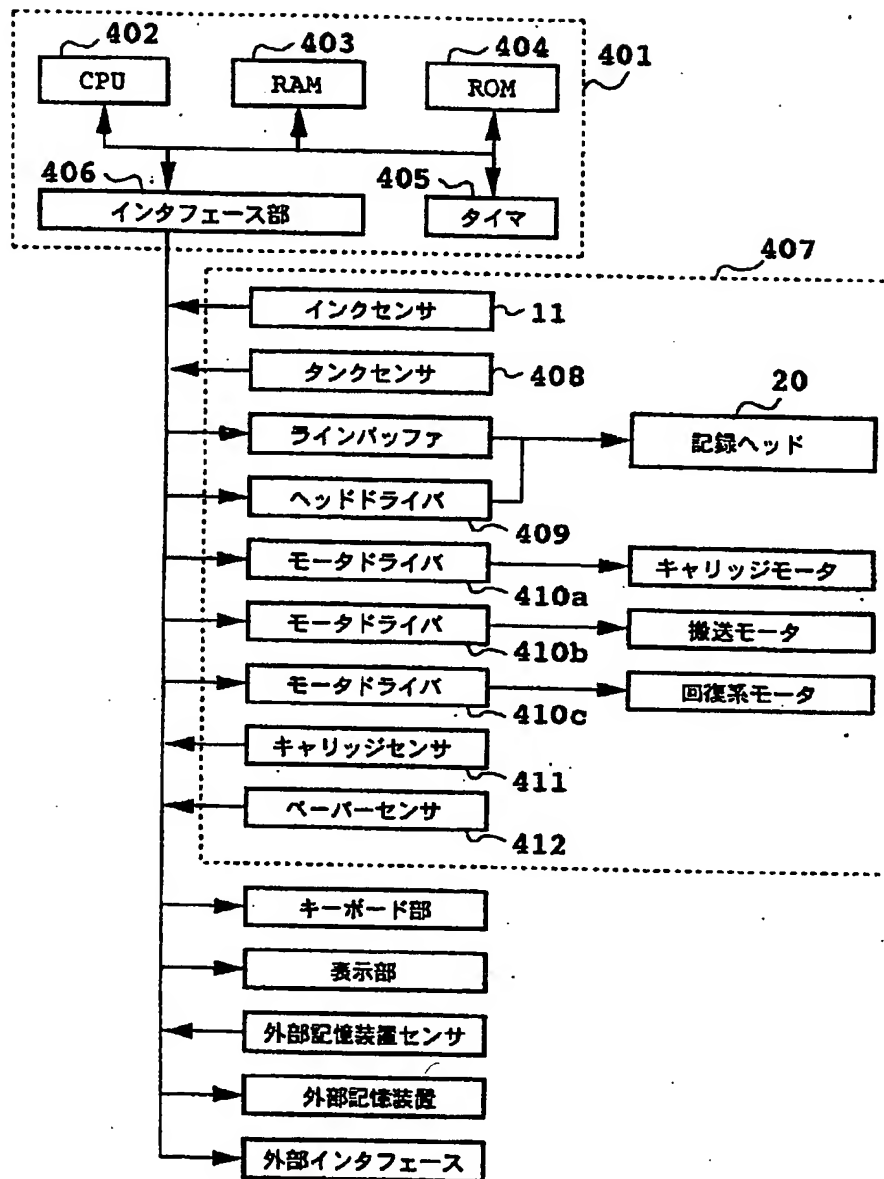 402
403
404
401
CPU
RAM
ROM
406
405
インタフェース部
タイマ
407
インクセンサ
11
タンクセンサ
408
20
ラインバッファ
記録ヘッド
ヘッドドライバ
409
モータドライバ
キャリッジモータ
410a
モータドライバ
搬送モータ
410b
モータドライバ
回復系モータ
410c
キャリッジセンサ
411
ペーパーセンサ
412
キーボード部
表示部
外部記憶装置センサ
外部記憶装置
外部インタフェース